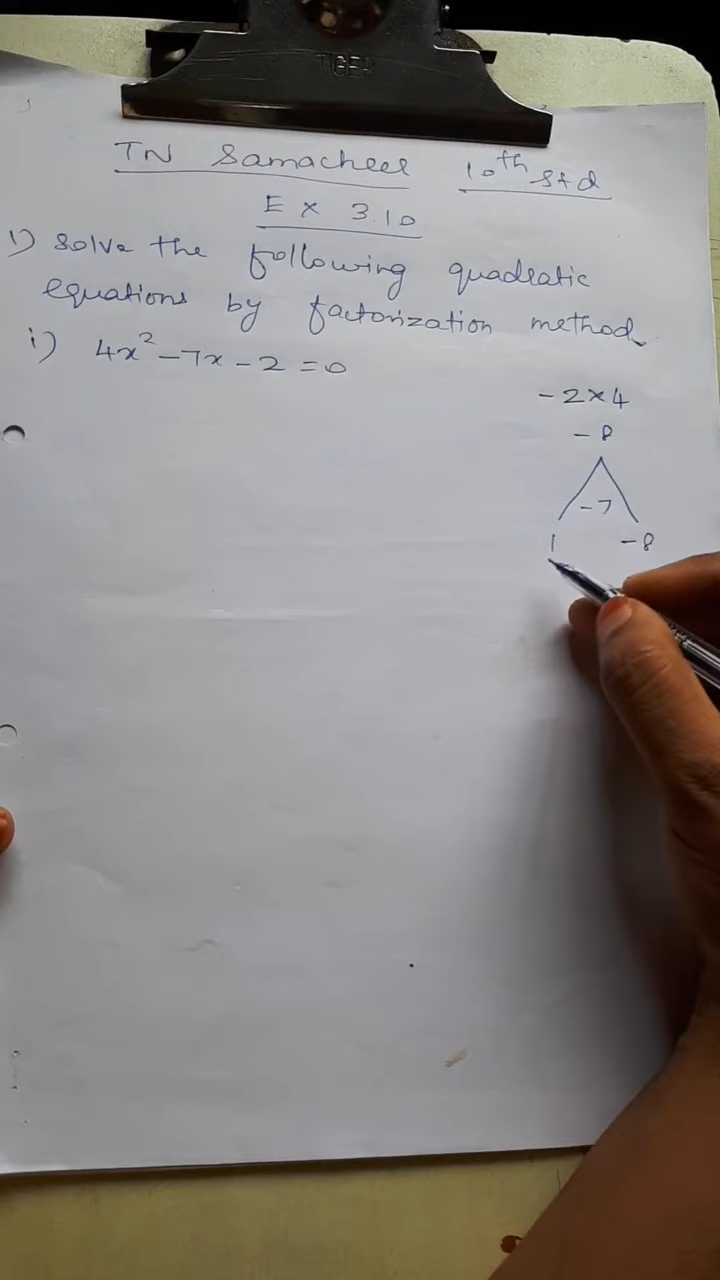 TIGER
TN Samacheer 10th std
Ex 3.10
1) solve the following quadratic
equations by factorization method.
i) 4x² - 7x - 2 = 0
- 2 × 4
- 8
- 7
1 - 8